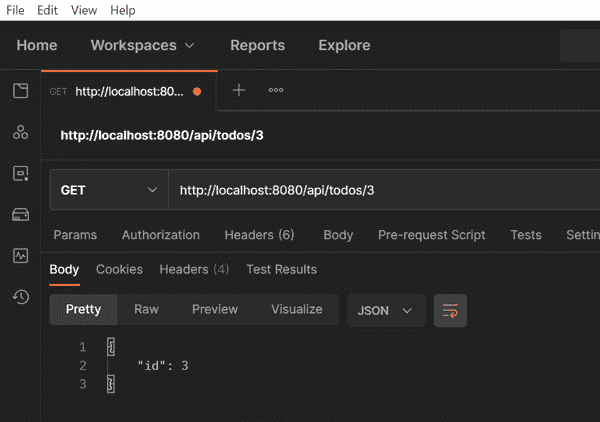 File Edit View Help
Home Workspaces Reports Explore
GET http://localhost:80...
http://localhost:8080/api/todos/3
GET http://localhost:8080/api/todos/3
Params Authorization Headers (6) Body Pre-request Script Tests Settin
Body Cookies Headers (4) Test Results
Pretty Raw Preview Visualize JSON
1 {
2 "id": 3
3 }